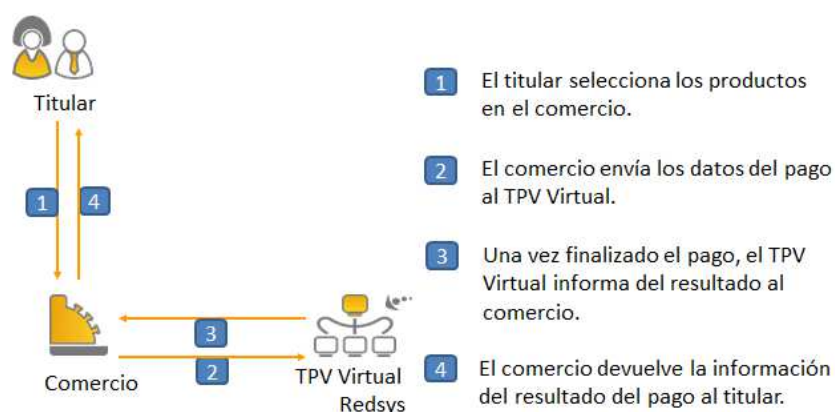 Titular
1
4
3
2
Comercio
TPV Virtual
Redsys
1
El titular selecciona los productos
en el comercio.
2
El comercio envía los datos del pago
al TPV Virtual.
3
Una vez finalizado el pago, el TPV
Virtual informa del resultado al
comercio.
4
El comercio devuelve la información
del resultado del pago al titular.